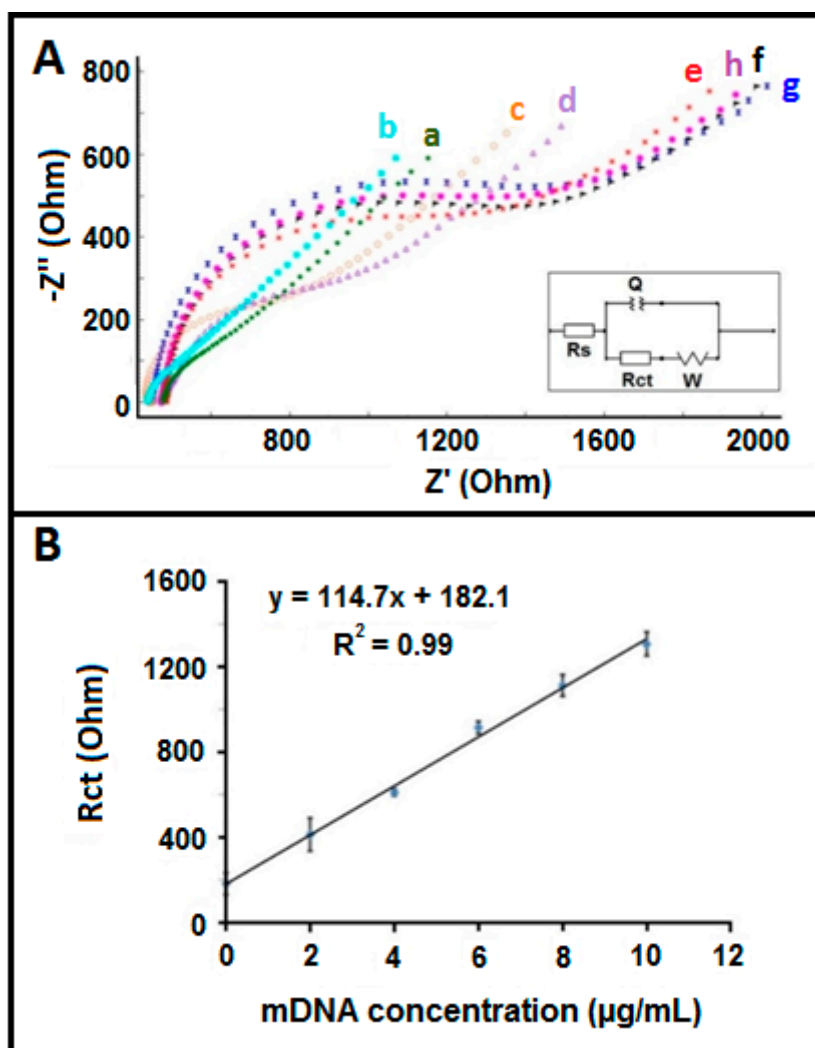 A
800
600
400
200
0
-Z" (Ohm)
b
a
c
d
e
h
f
g
Q
Rs
Rct
W
800
1200
1600
2000
Z' (Ohm)
B
1600
1200
800
400
0
Rct (Ohm)
y = 114.7x + 182.1
R² = 0.99
0 2 4 6 8 10 12
mDNA concentration (µg/mL)